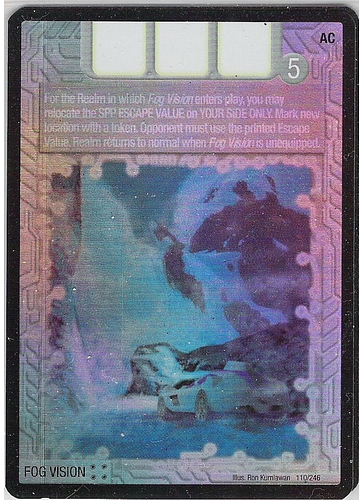 AC
5
For the Realm in which Fog Vision enters play, you may
relocate the SPP ESCAPE VALUE on YOUR SIDE ONLY. Mark new
location with a token. Opponent must use the printed Escape
Value. Realm returns to normal when Fog Vision is unequipped.
FOG VISION
Illus. Ron Kurniawan 110/246